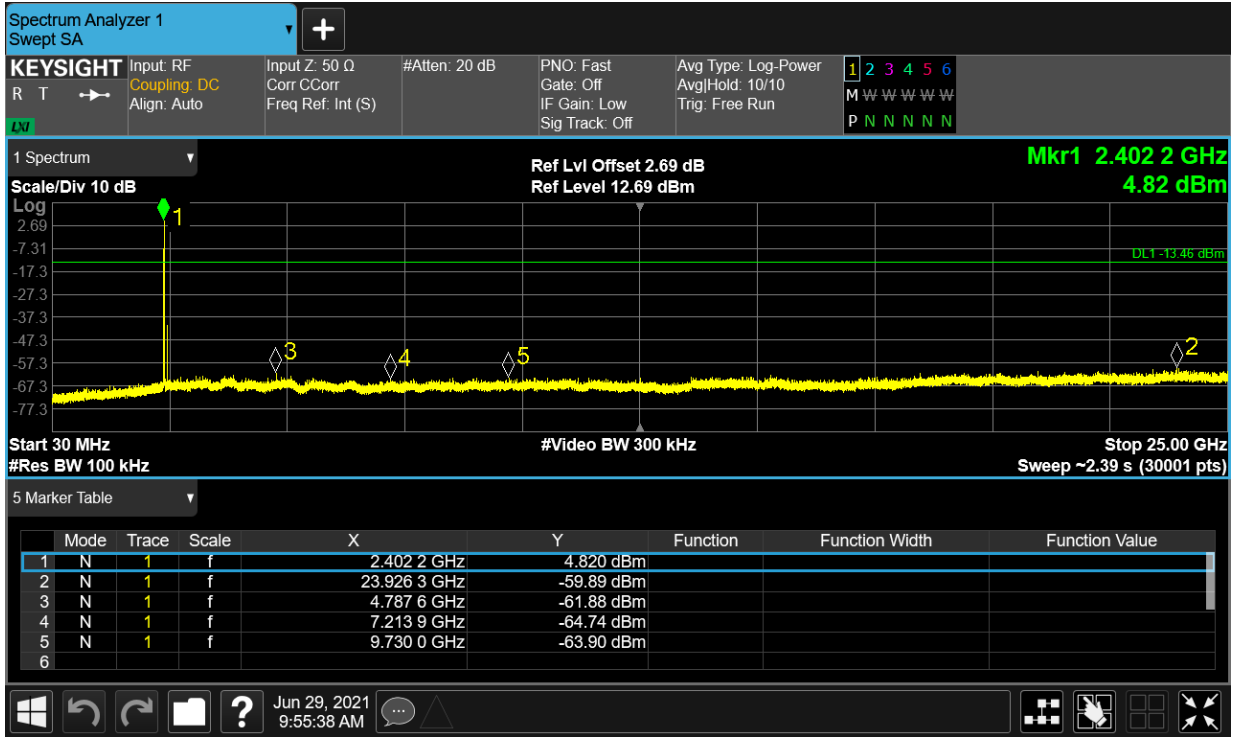 Spectrum Analyzer 1
Swept SA
KEYSIGHT
R T
LXI
Input: RF
Coupling: DC
Align: Auto
Input Z: 50 Ω
Corr CCorr
Freq Ref: Int (S)
#Atten: 20 dB
PNO: Fast
Gate: Off
IF Gain: Low
Sig Track: Off
Avg Type: Log-Power
Avg|Hold: 10/10
Trig: Free Run
1 2 3 4 5 6
M W W W W W
P N N N N N
1 Spectrum
Scale/Div 10 dB
Ref Lvl Offset 2.69 dB
Ref Level 12.69 dBm
Mkr1 2.402 2 GHz
4.82 dBm
Log
2.69
-7.31
-17.3
-27.3
-37.3
-47.3
-57.3
-67.3
-77.3
1
3
4
5
2
DL1 -13.46 dBm
Start 30 MHz
#Video BW 300 kHz
Stop 25.00 GHz
#Res BW 100 kHz
Sweep ~2.39 s (30001 pts)
5 Marker Table
Mode Trace Scale X Y Function Function Width Function Value
1 N 1 f 2.402 2 GHz 4.820 dBm
2 N 1 f 23.926 3 GHz -59.89 dBm
3 N 1 f 4.787 6 GHz -61.88 dBm
4 N 1 f 7.213 9 GHz -64.74 dBm
5 N 1 f 9.730 0 GHz -63.90 dBm
6
?
Jun 29, 2021
9:55:38 AM